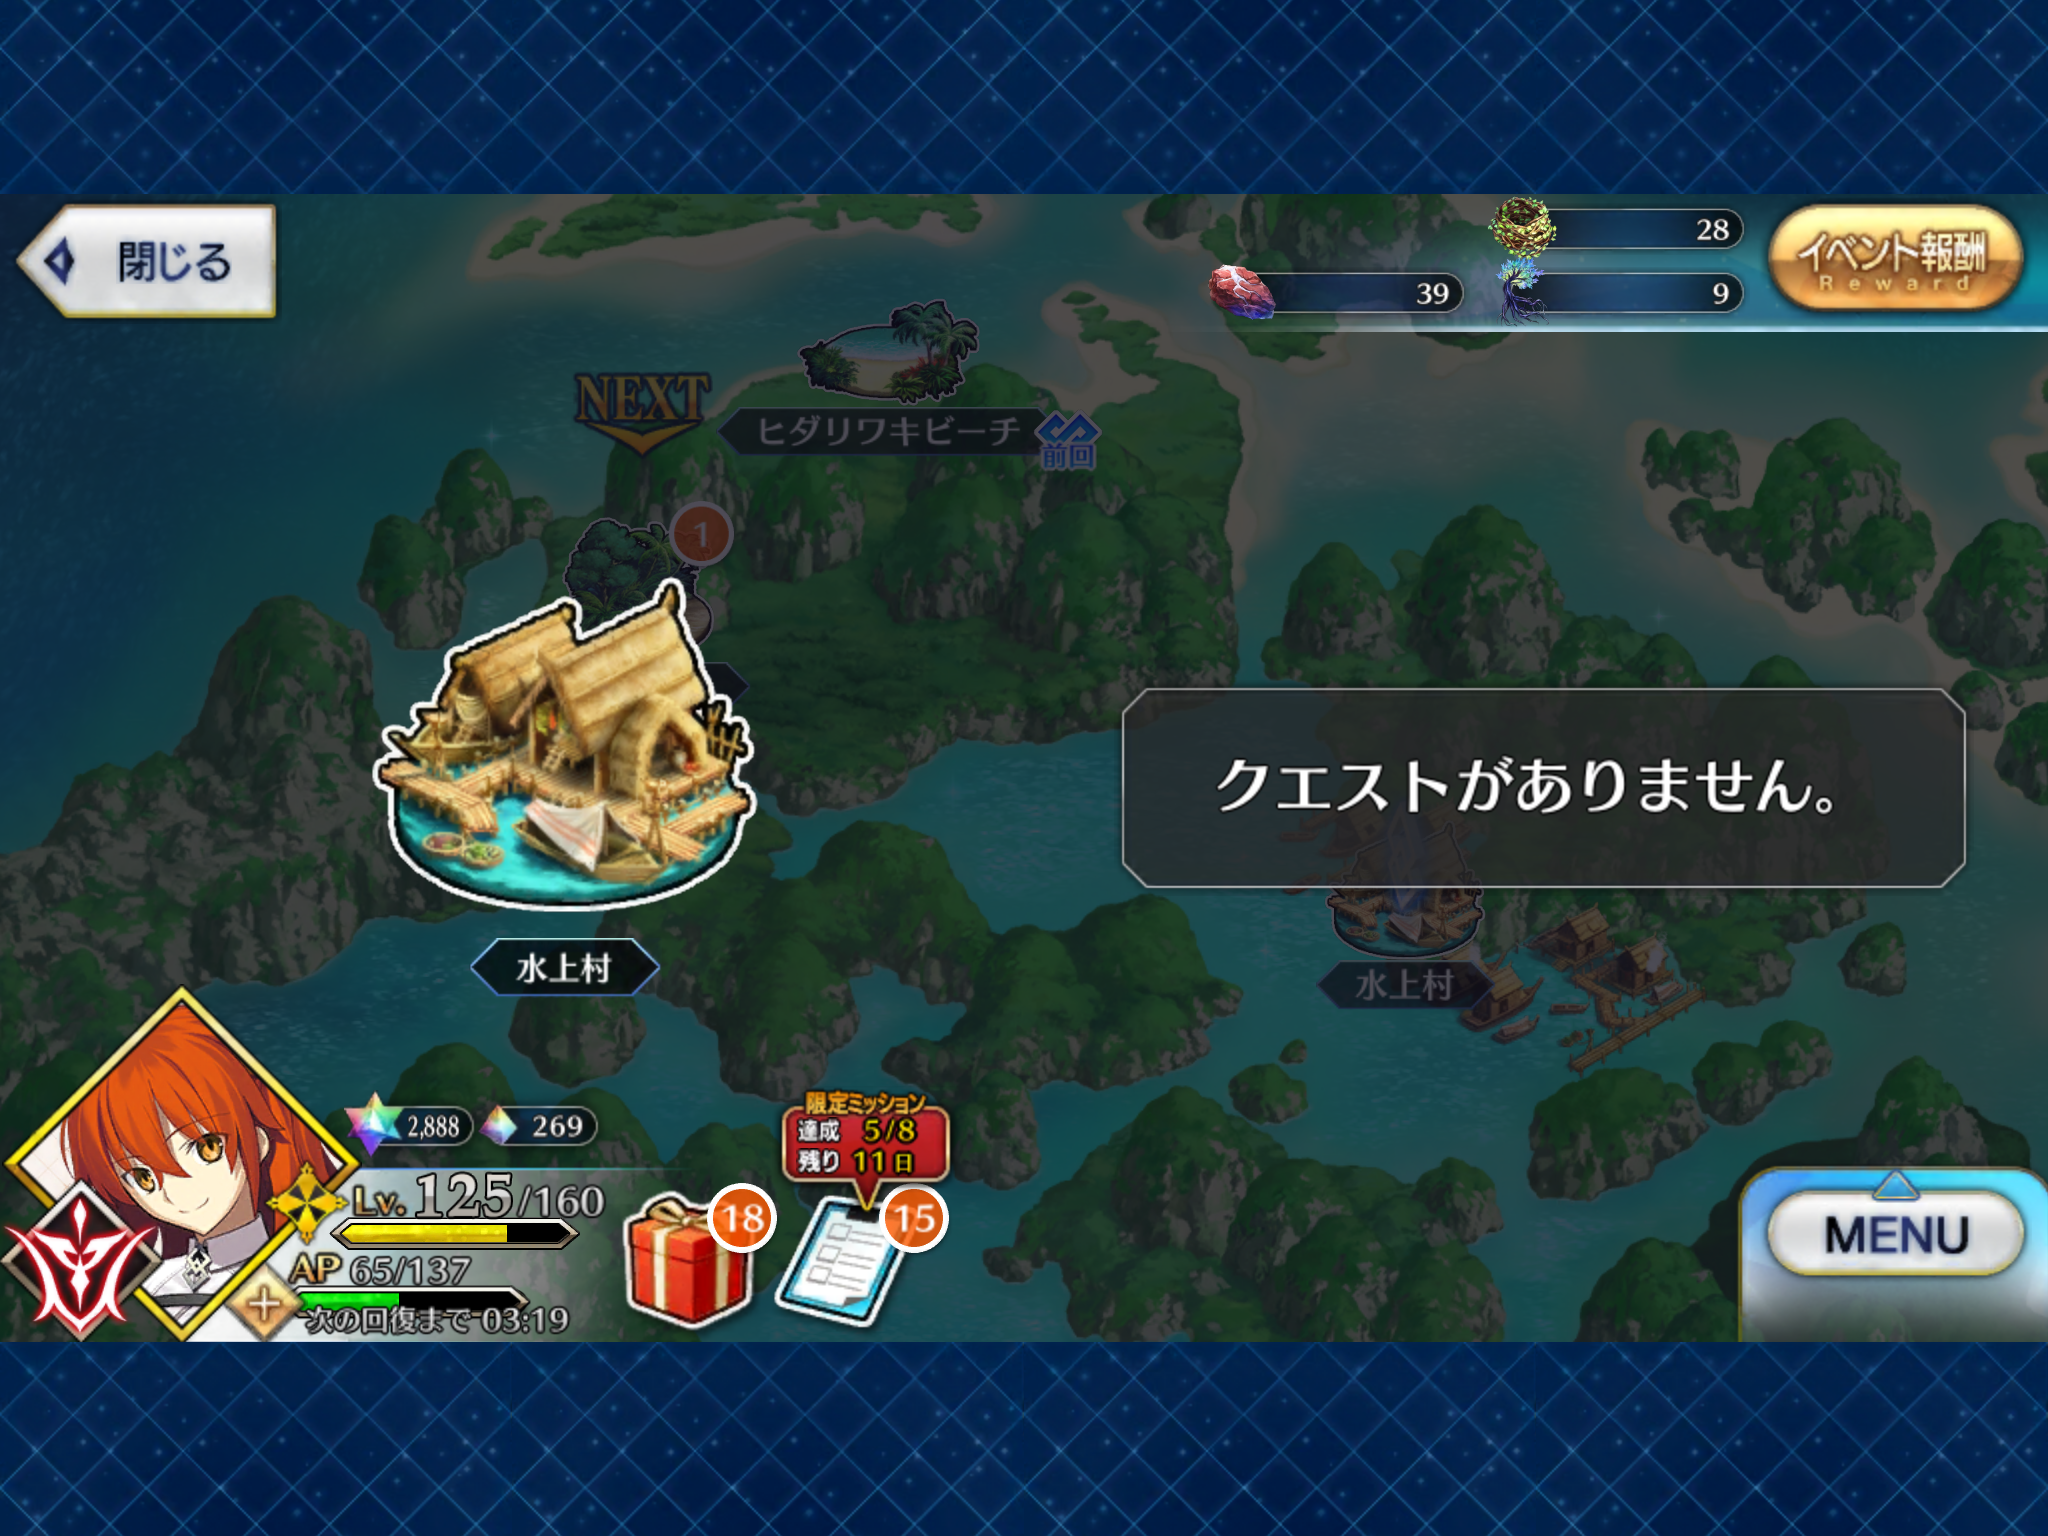 閉じる
28
39
9
イベント報酬
Reward
NEXT
ヒダリワキビーチ
前回
1
クエストがありません。
水上村
水上村
2,888
269
限定ミッション
達成 5/8
残り 11日
Lv. 125/160
18
15
AP 65/137
次の回復まで 03:19
MENU